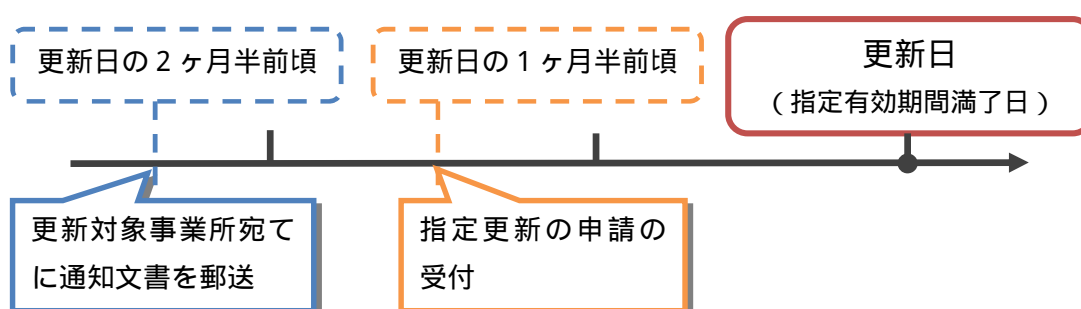 更新日の2ヶ月半前頃
更新日の1ヶ月半前頃
更新日
(指定有効期間満了日)
更新対象事業所宛て
に通知文書を郵送
指定更新の申請の
受付